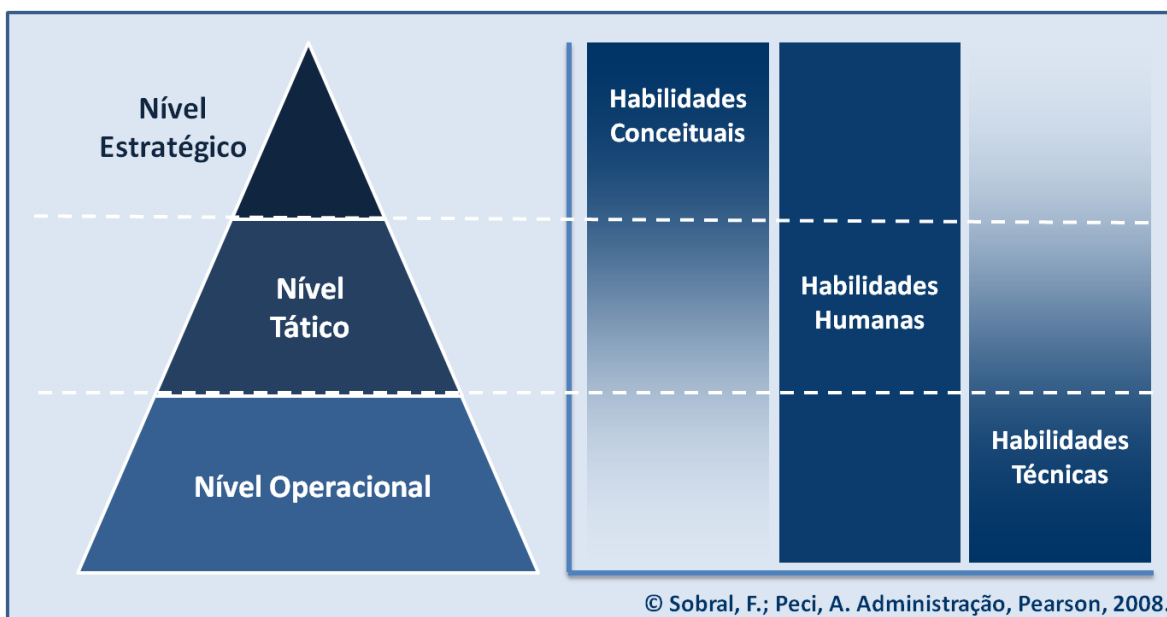 Nível
Estratégico
Nível
Tático
Nível Operacional
Habilidades
Conceituais
Habilidades
Humanas
Habilidades
Técnicas
© Sobral, F.; Peci, A. Administração, Pearson, 2008.